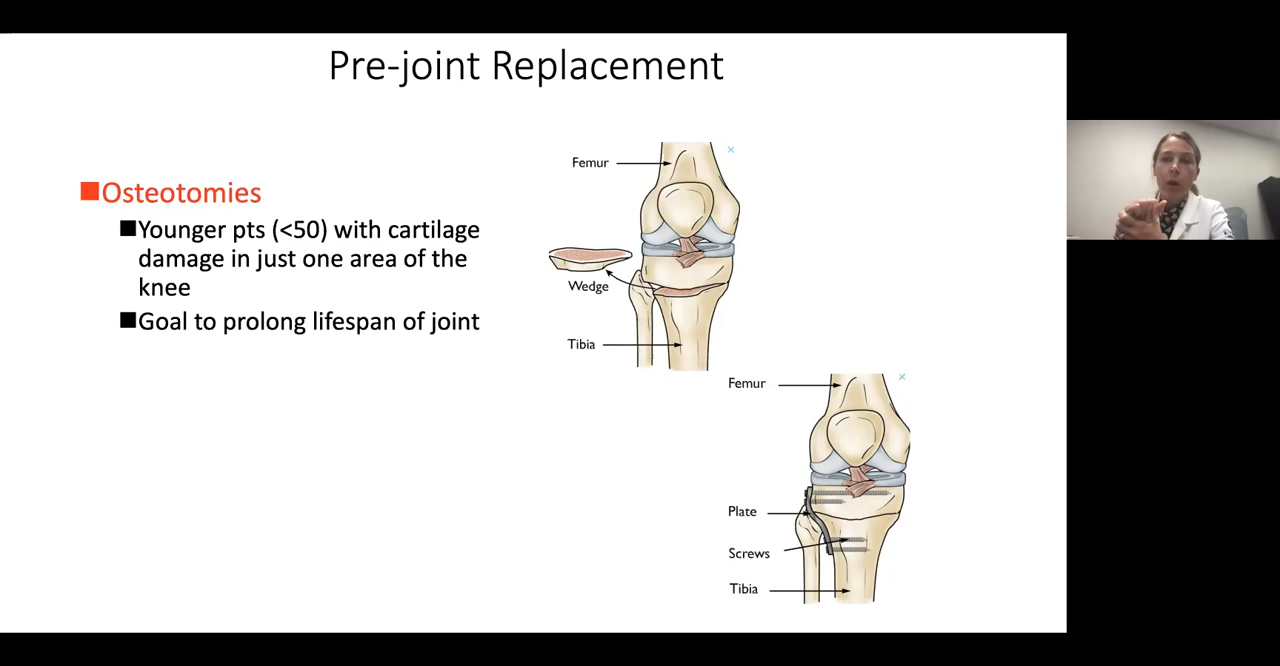 Pre-joint Replacement
Osteotomies
Younger pts (<50) with cartilage
damage in just one area of the
knee
Goal to prolong lifespan of joint
Femur
Wedge
Tibia
Femur
Plate
Screws
Tibia